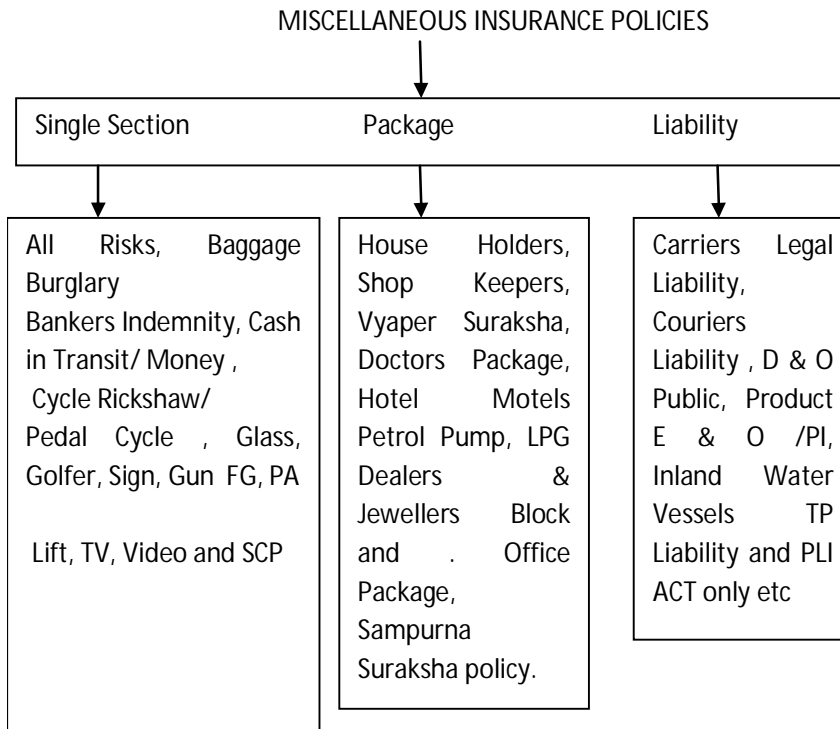 MISCELLANEOUS INSURANCE POLICIES
Single Section Package Liability
All Risks, Baggage
Burglary
Bankers Indemnity, Cash
in Transit/ Money ,
Cycle Rickshaw/
Pedal Cycle , Glass,
Golfer, Sign, Gun FG, PA
Lift, TV, Video and SCP
House Holders,
Shop Keepers,
Vyaper Suraksha,
Doctors Package,
Hotel Motels
Petrol Pump, LPG
Dealers &
Jewellers Block
and . Office
Package,
Sampurna
Suraksha policy.
Carriers Legal
Liability,
Couriers
Liability , D & O
Public, Product
E & O /PI,
Inland Water
Vessels TP
Liability and PLI
ACT only etc